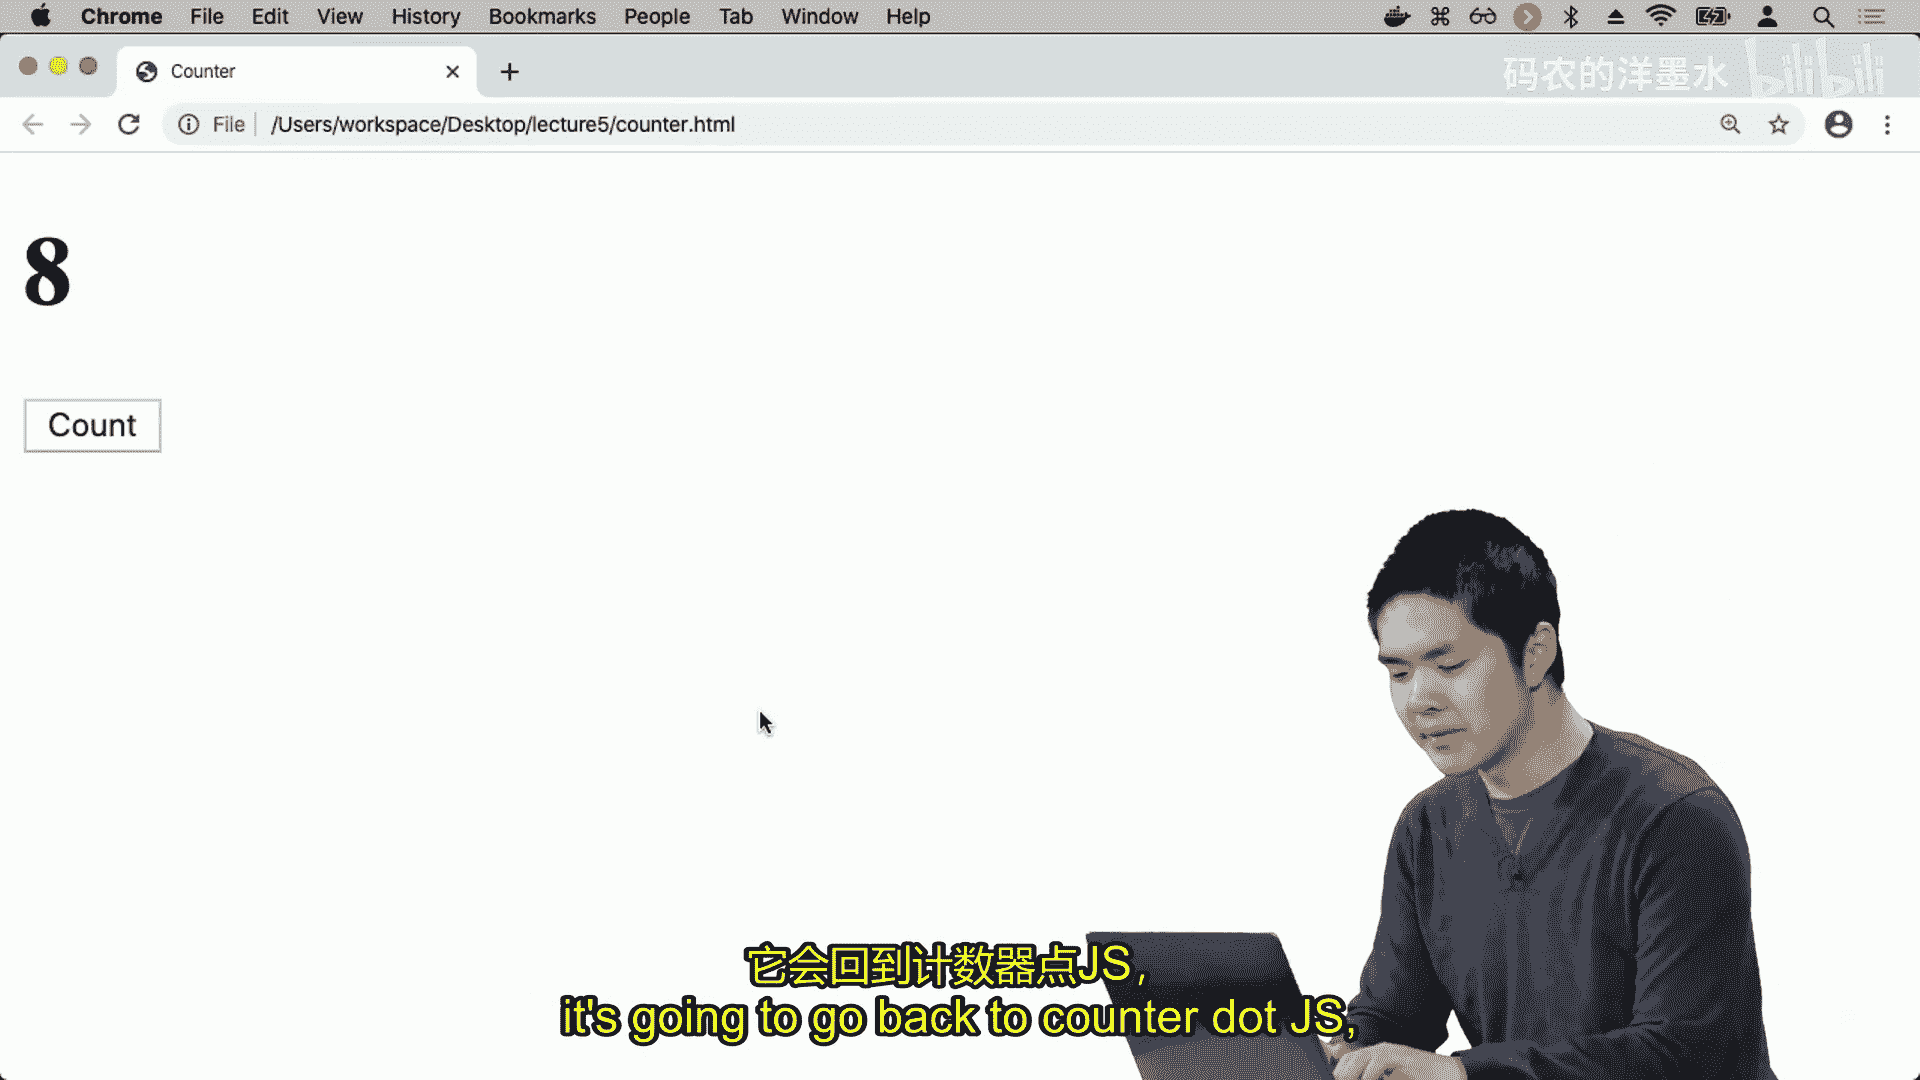 Chrome File Edit View History Bookmarks People Tab Window Help
Counter
码农的洋墨水 bilibili
File /Users/workspace/Desktop/lecture5/counter.html
8
Count
它会回到计数器点JS，
it's going to go back to counter dot JS,